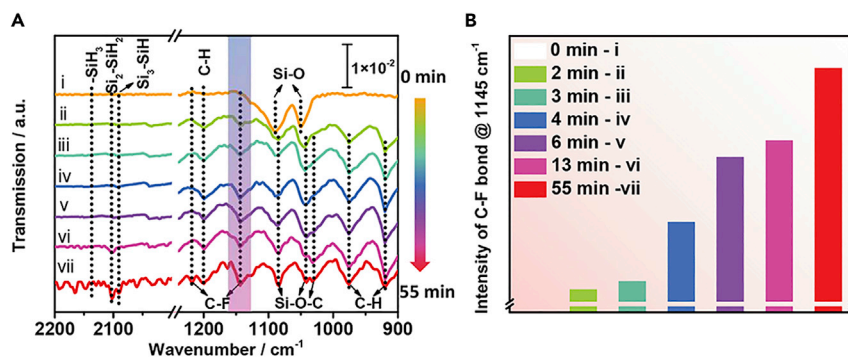 A
-SiH3
Si2-SiH2
Si3-SiH
C-H
Si-O
1×10-2
0 min
i
ii
iii
iv
v
vi
vii
C-F
Si-O-C
C-H
55 min
2200 2100 1200 1100 1000 900
Wavenumber / cm-1
Transmission / a.u.
B
0 min - i
2 min - ii
3 min - iii
4 min - iv
6 min - v
13 min - vi
55 min -vii
Intensity of C-F bond @ 1145 cm-1